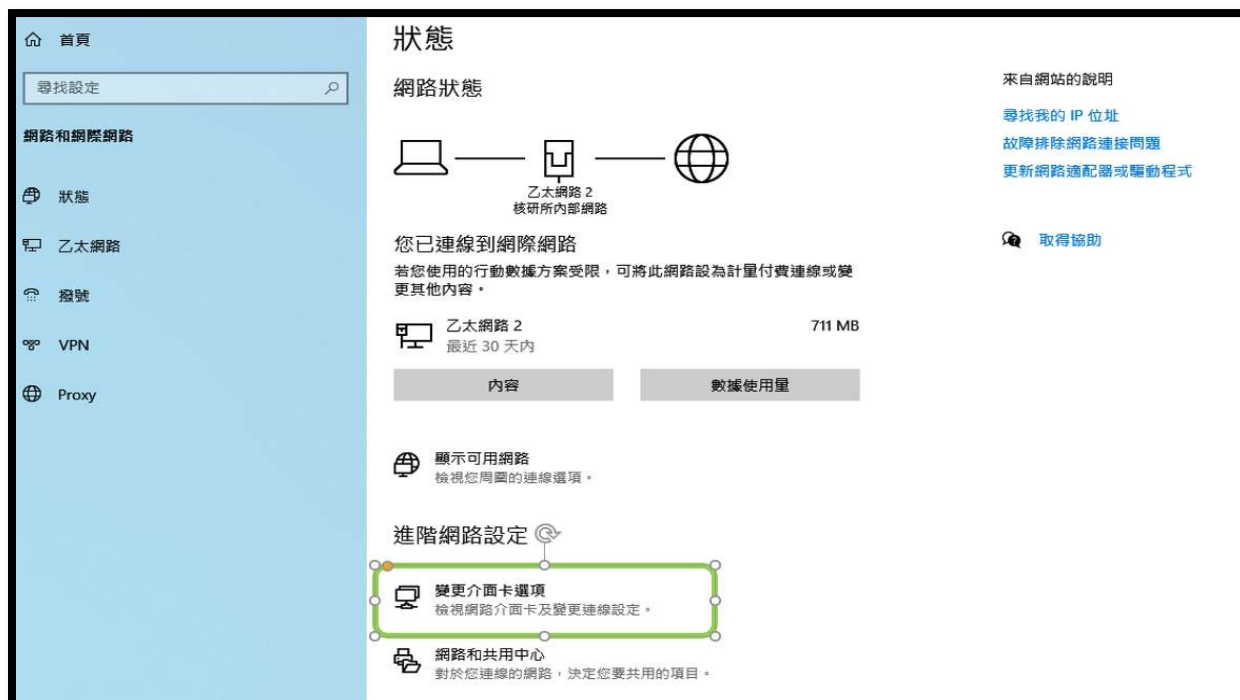 首頁
尋找設定
網路和網際網路
狀態
乙太網路
撥號
VPN
Proxy
狀態
網路狀態
乙太網路 2
核研所內部網路
您已連線到網際網路
若您使用的行動數據方案受限，可將此網路設為計量付費連線或變
更其他內容。
乙太網路 2
711 MB
最近 30 天內
內容
數據使用量
顯示可用網路
檢視您周圍的連線選項。
進階網路設定
變更介面卡選項
檢視網路介面卡及變更連線設定。
網路和共用中心
對於您連線的網路，決定您要共用的項目。
來自網站的說明
尋找我的 IP 位址
故障排除網路連接問題
更新網路適配器或驅動程式
取得協助